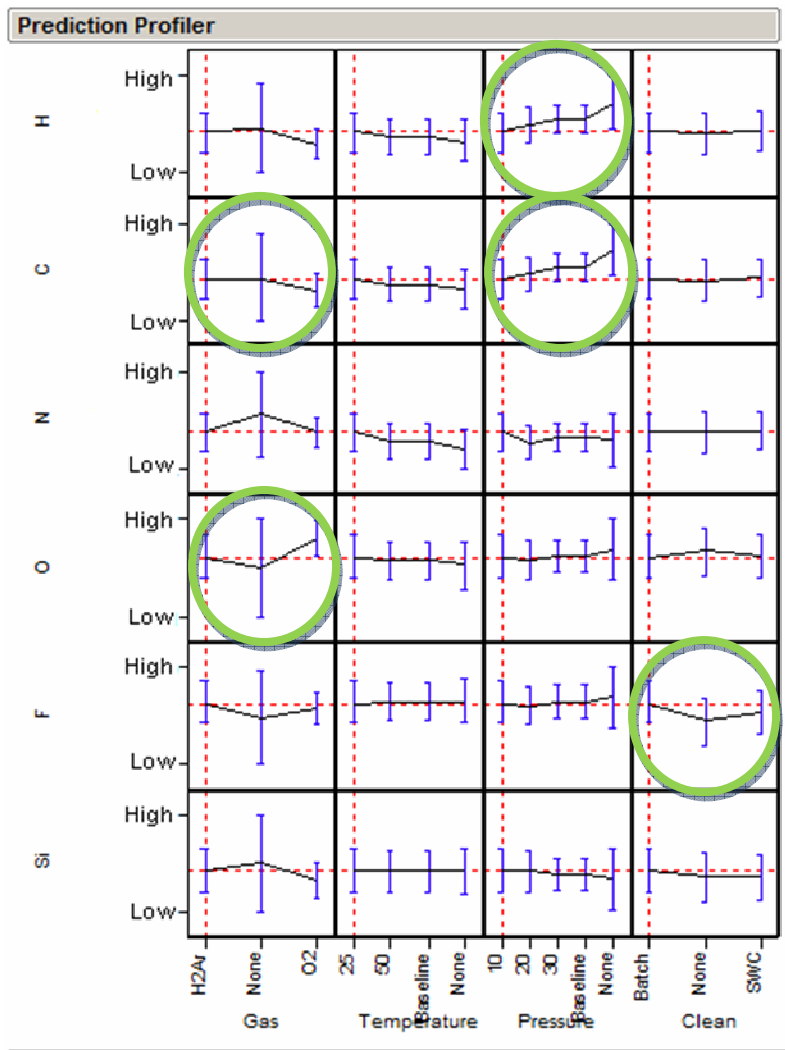 Prediction Profiler
H
High
Low
C
High
Low
N
High
Low
O
High
Low
F
High
Low
Si
High
Low
H2Ar
None
O2
25
50
Baseline
None
10
20
30
Baseline
None
Batch
None
SWC
Gas
Temperature
Pressure
Clean